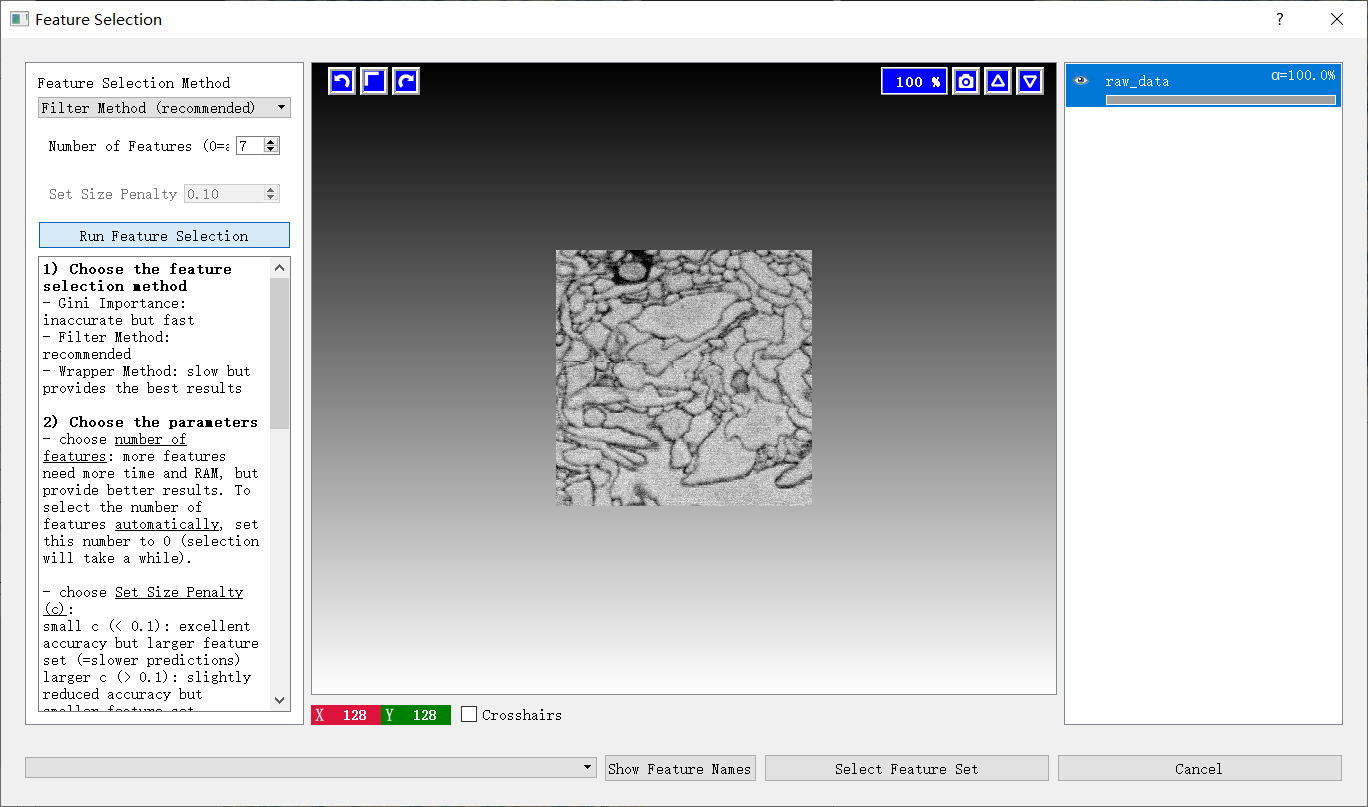 Feature Selection
?
Feature Selection Method
Filter Method (recommended)
Number of Features (0=a
7
Set Size Penalty 0.10
Run Feature Selection
1) Choose the feature
selection method
- Gini Importance:
inaccurate but fast
- Filter Method:
recommended
- Wrapper Method: slow but
provides the best results
2) Choose the parameters
- choose number of
features: more features
need more time and RAM, but
provide better results. To
select the number of
features automatically, set
this number to 0 (selection
will take a while).
- choose Set Size Penalty
(c):
small c (< 0.1): excellent
accuracy but larger feature
set (=slower predictions)
larger c (> 0.1): slightly
reduced accuracy but
smaller feature set
100 %
X 128 Y 128 Crosshairs
raw_data
α=100.0%
Show Feature Names
Select Feature Set
Cancel